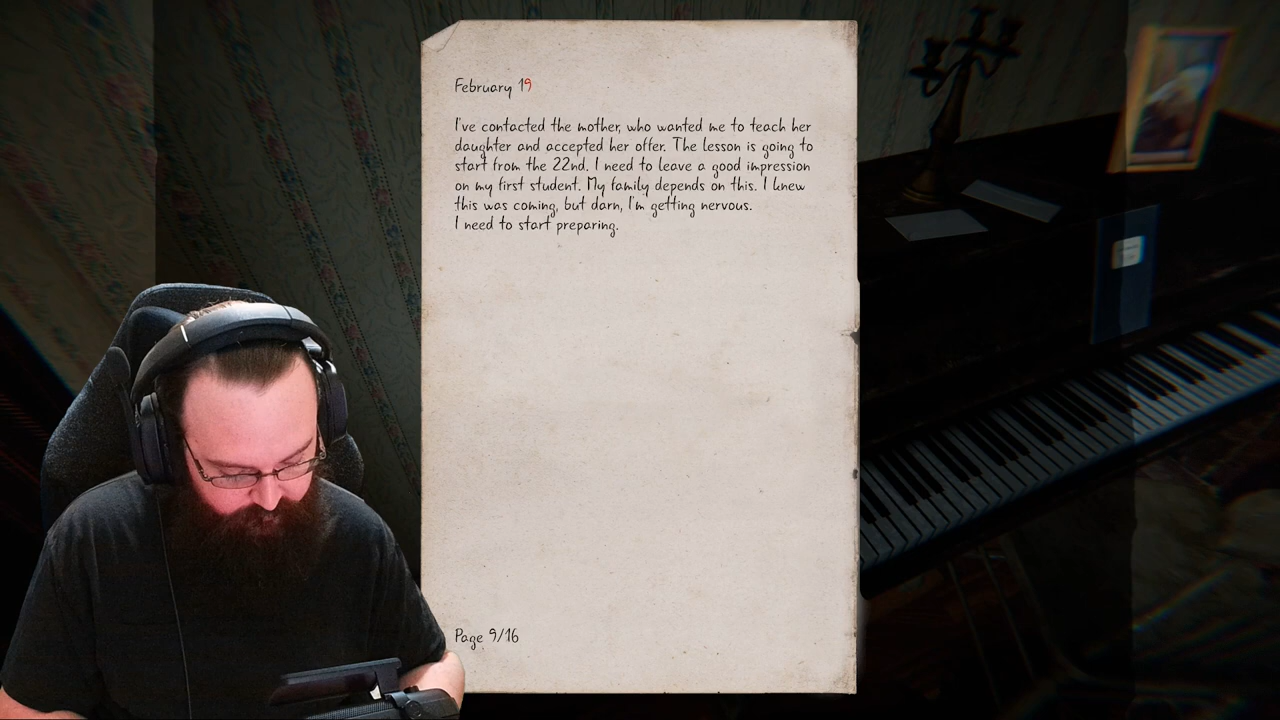 February 19
I've contacted the mother, who wanted me to teach her
daughter and accepted her offer. The lesson is going to
start from the 22nd. I need to leave a good impression
on my first student. My family depends on this. I knew
this was coming, but darn, I'm getting nervous.
I need to start preparing.
Page 9/16